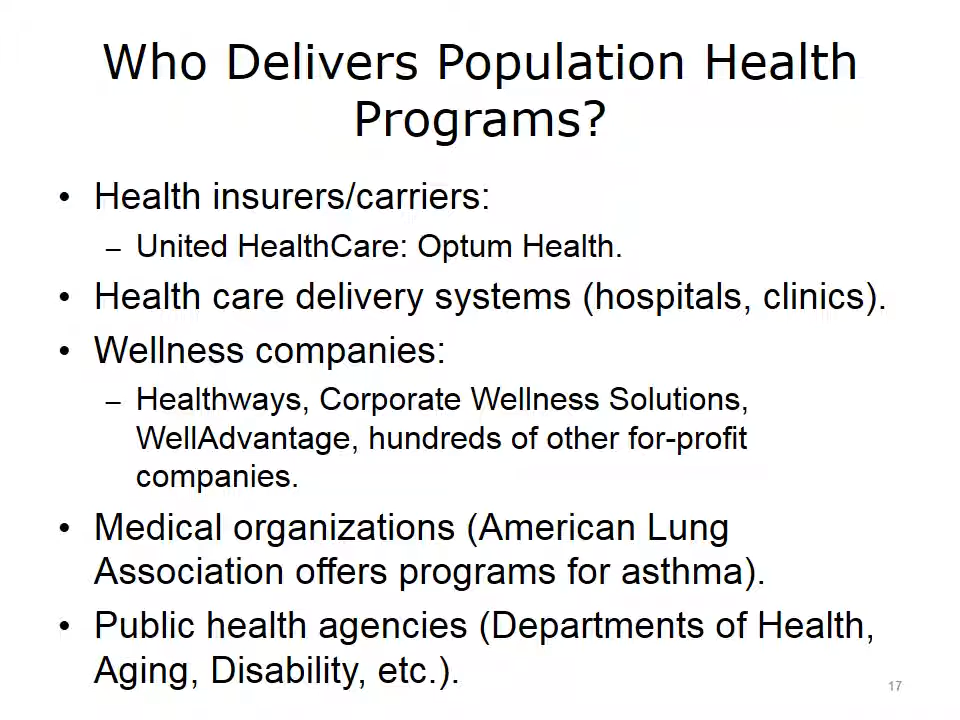 Who Delivers Population Health
Programs?
• Health insurers/carriers:
– United HealthCare: Optum Health.
• Health care delivery systems (hospitals, clinics).
• Wellness companies:
– Healthways, Corporate Wellness Solutions,
WellAdvantage, hundreds of other for-profit
companies.
• Medical organizations (American Lung
Association offers programs for asthma).
• Public health agencies (Departments of Health,
Aging, Disability, etc.).
17